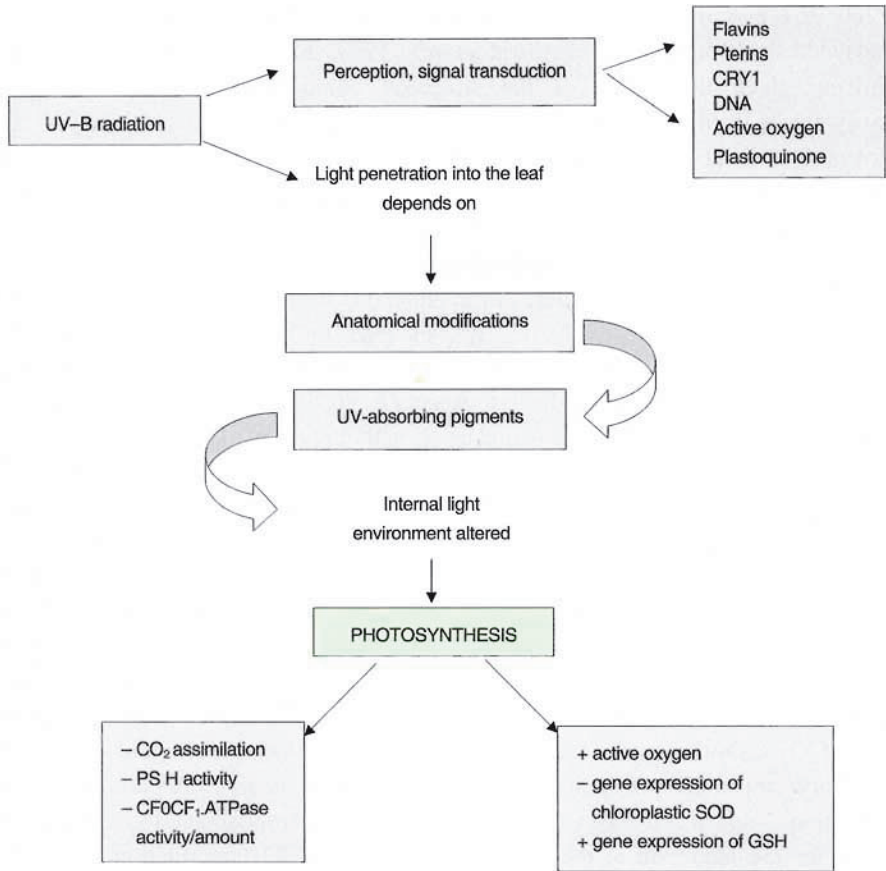 Flavins
Pterins
CRY1
DNA
Active oxygen
Plastoquinone
Perception, signal transduction
UV–B radiation
Light penetration into the leaf
depends on
Anatomical modifications
UV-absorbing pigments
Internal light
environment altered
PHOTOSYNTHESIS
– CO₂ assimilation
– PS H activity
– CF0CF₁.ATPase
activity/amount
+ active oxygen
– gene expression of
chloroplastic SOD
+ gene expression of GSH